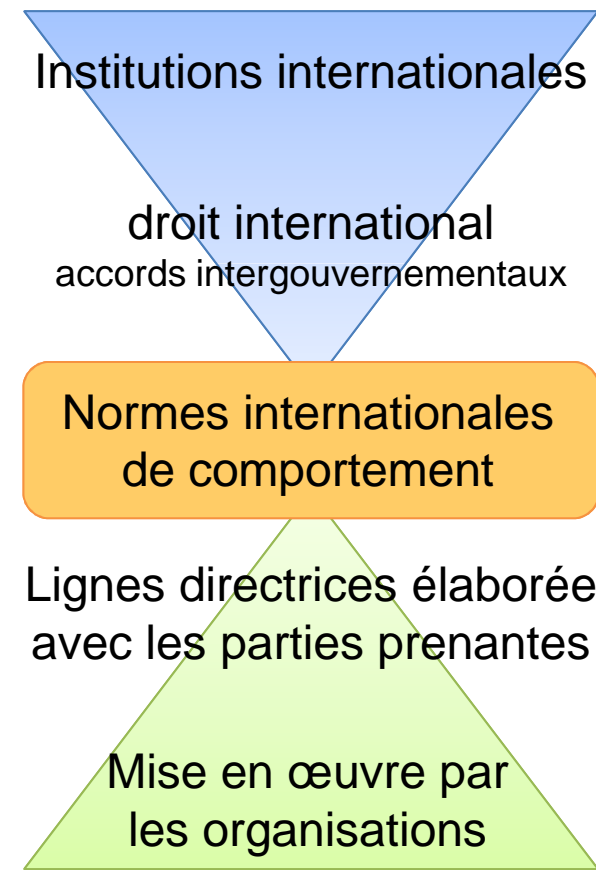 Institutions internationales
droit international
accords intergouvernementaux
Normes internationales
de comportement
Lignes directrices élaborée
avec les parties prenantes
Mise en œuvre par
les organisations